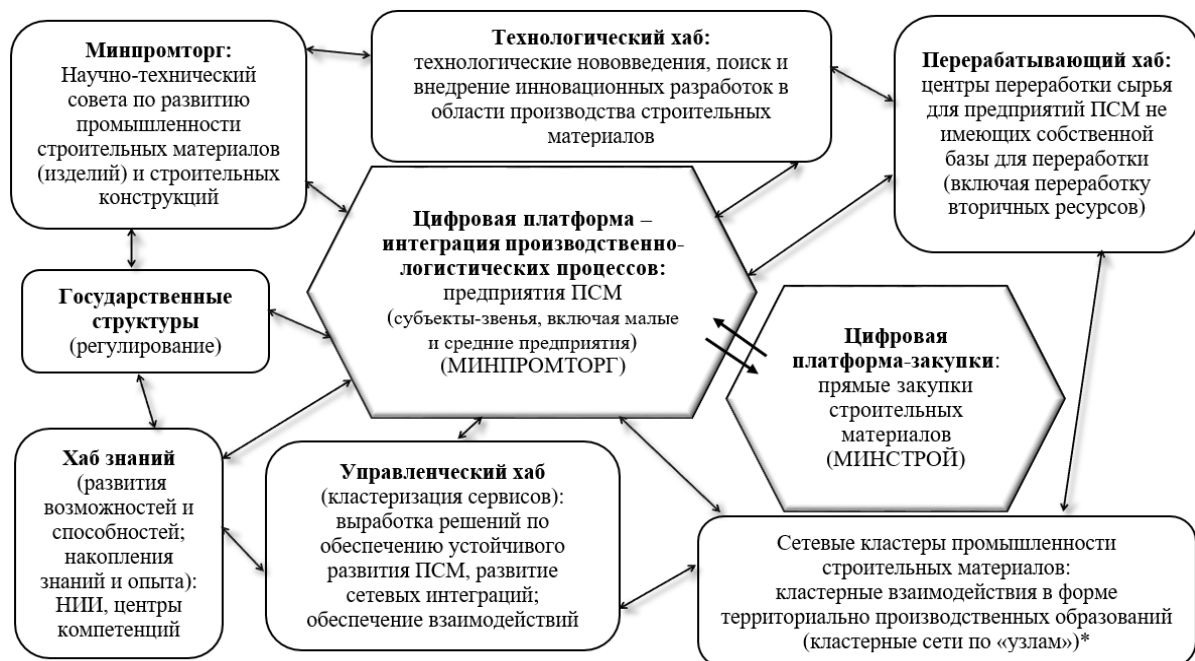 Минпромторг:
Научно-технический
совета по развитию
промышленности
строительных материалов
(изделий) и строительных
конструкций
Технологический хаб:
технологические нововведения, поиск и
внедрение инновационных разработок в
области производства строительных
материалов
Перерабатывающий хаб:
центры переработки сырья
для предприятий ПСМ не
имеющих собственной
базы для переработки
(включая переработку
вторичных ресурсов)
Цифровая платформа –
интеграция производственно-
логистических процессов:
предприятия ПСМ
(субъекты-звенья, включая малые
и средние предприятия)
(МИНПРОМТОРГ)
Государственные
структуры
(регулирование)
Цифровая
платформа-закупки:
прямые закупки
строительных
материалов
(МИНСТРОЙ)
Хаб знаний
(развития
возможностей и
способностей;
накопления
знаний и опыта):
НИИ, центры
компетенций
Управленческий хаб
(кластеризация сервисов):
выработка решений по
обеспечению устойчивого
развития ПСМ, развитие
сетевых интеграций;
обеспечение взаимодействий
Сетевые кластеры промышленности
строительных материалов:
кластерные взаимодействия в форме
территориально производственных образований
(кластерные сети по «узлам»)*